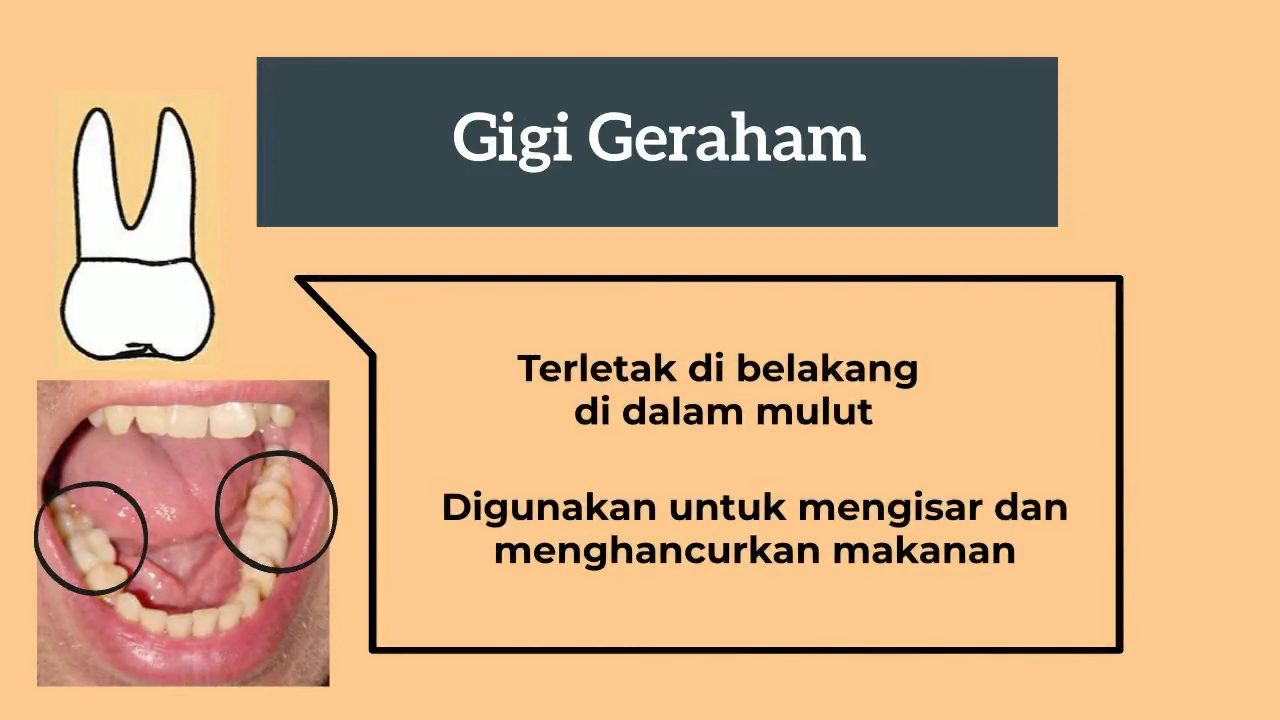 Gigi Geraham
Terletak di belakang
di dalam mulut
Digunakan untuk mengisar dan
menghancurkan makanan